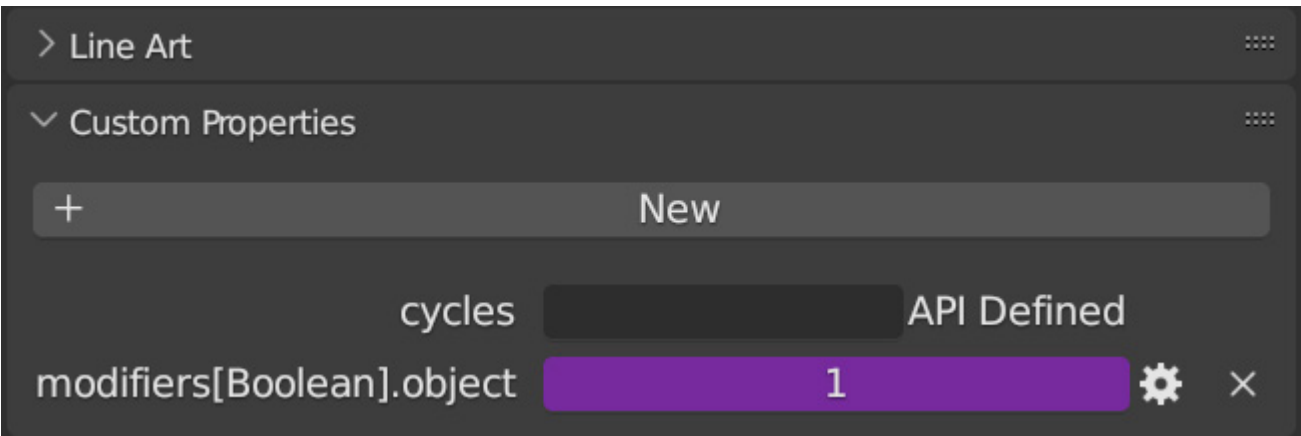 Line Art
Custom Properties
+ New
cycles API Defined
modifiers[Boolean].object 1